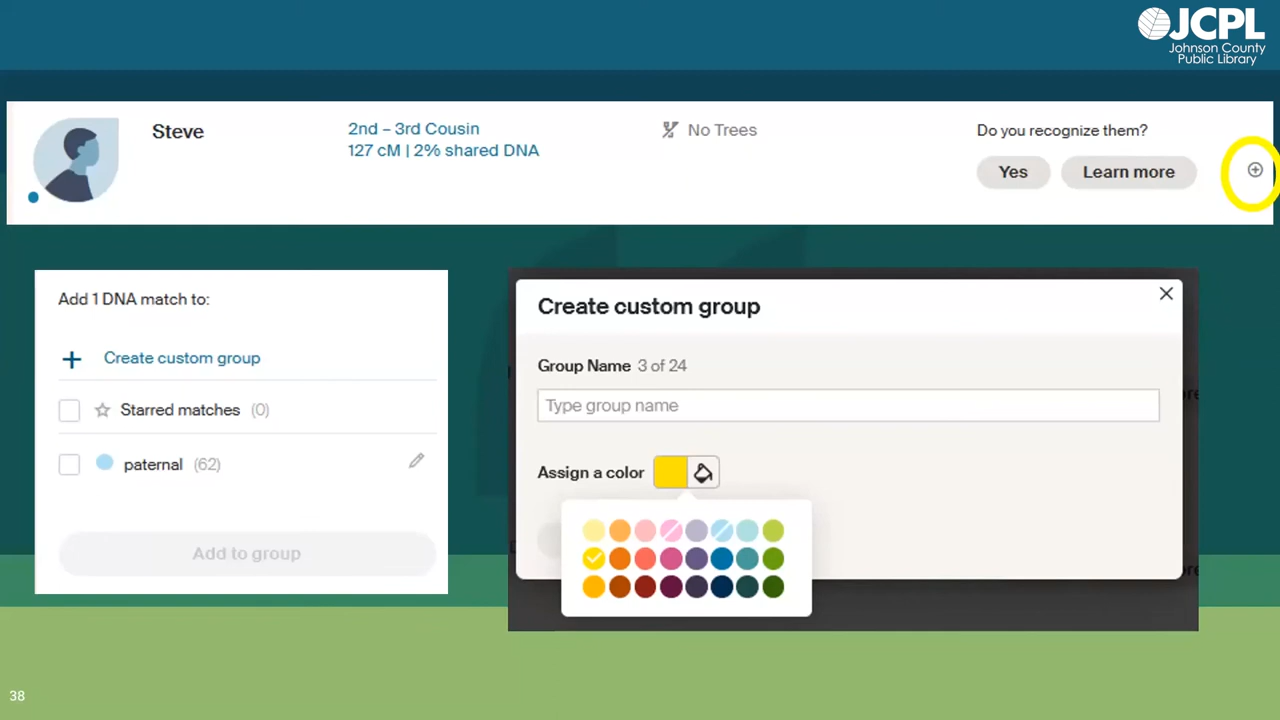 JCPL
Johnson County
Public Library
Steve
2nd – 3rd Cousin
127 cM | 2% shared DNA
No Trees
Do you recognize them?
Yes
Learn more
Add 1 DNA match to:
Create custom group
Starred matches (0)
paternal (62)
Add to group
Create custom group
Group Name 3 of 24
Type group name
Assign a color
38